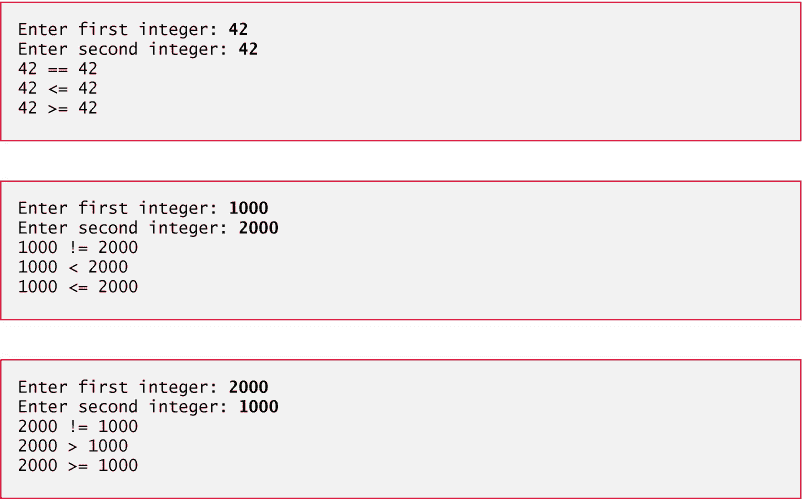 Enter first integer: 42
Enter second integer: 42
42 == 42
42 <= 42
42 >= 42
Enter first integer: 1000
Enter second integer: 2000
1000 != 2000
1000 < 2000
1000 <= 2000
Enter first integer: 2000
Enter second integer: 1000
2000 != 1000
2000 > 1000
2000 >= 1000